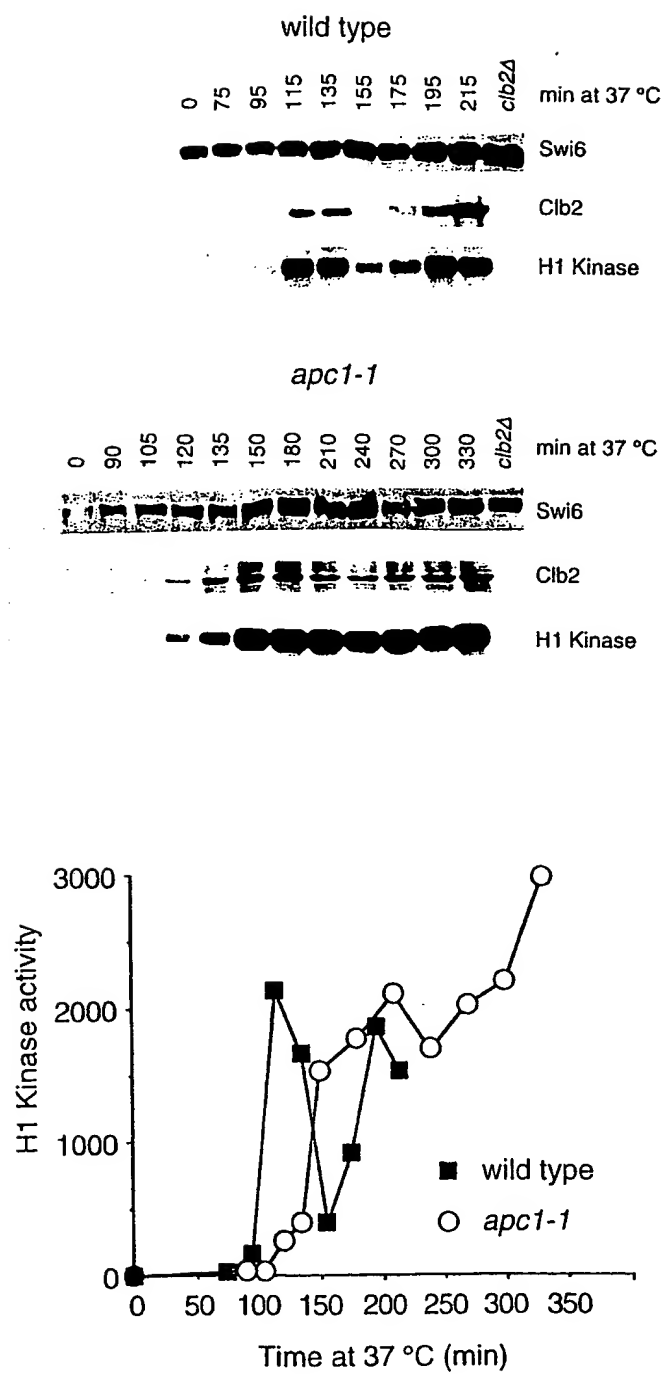 wild type
0 75 95 115 135 155 175 195 215 clb2Δ min at 37 °C
Swi6
Clb2
H1 Kinase
apc1-1
0 90 105 120 135 150 180 210 240 270 300 330 clb2Δ min at 37 °C
Swi6
Clb2
H1 Kinase
3000
2000
1000
0
H1 Kinase activity
wild type
apc1-1
0 50 100 150 200 250 300 350
Time at 37 °C (min)